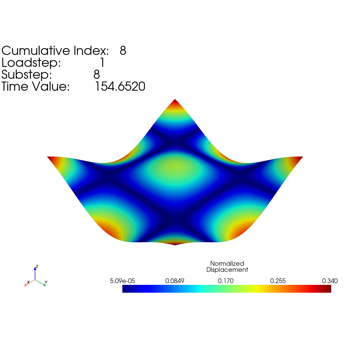 Cumulative Index: 8
Loadstep: 1
Substep: 8
Time Value: 154.6520
Normalized
Displacement
5.09e-05 0.0849 0.170 0.255 0.340